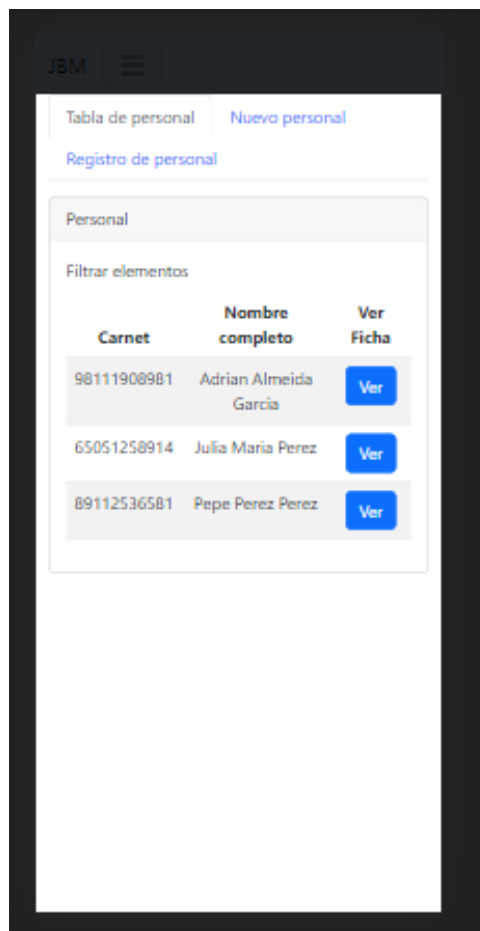 JBM
Tabla de personal Nuevo personal
Registro de personal
Personal
Filtrar elementos
Carnet Nombre completo Ver Ficha
98111908981 Adrian Almeida Garcia Ver
65051258914 Julia Maria Perez Ver
89112536581 Pepe Perez Perez Ver